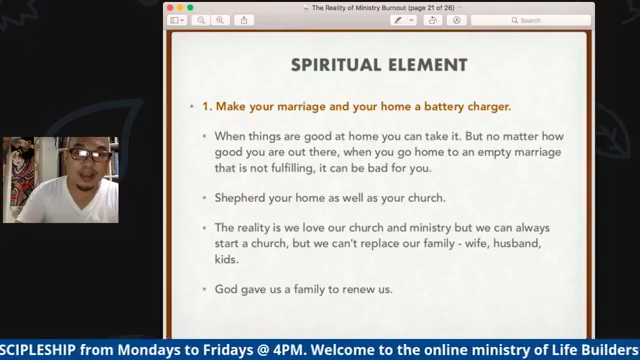 The Reality of Ministry Burnout (page 21 of 26)
Search
SPIRITUAL ELEMENT
• 1. Make your marriage and your home a battery charger.
• When things are good at home you can take it. But no matter how
good you are out there, when you go home to an empty marriage
that is not fulfilling, it can be bad for you.
• Shepherd your home as well as your church.
• The reality is we love our church and ministry but we can always
start a church, but we can't replace our family - wife, husband,
kids.
• God gave us a family to renew us.
SCIPLESHIP from Mondays to Fridays @ 4PM. Welcome to the online ministry of Life Builders